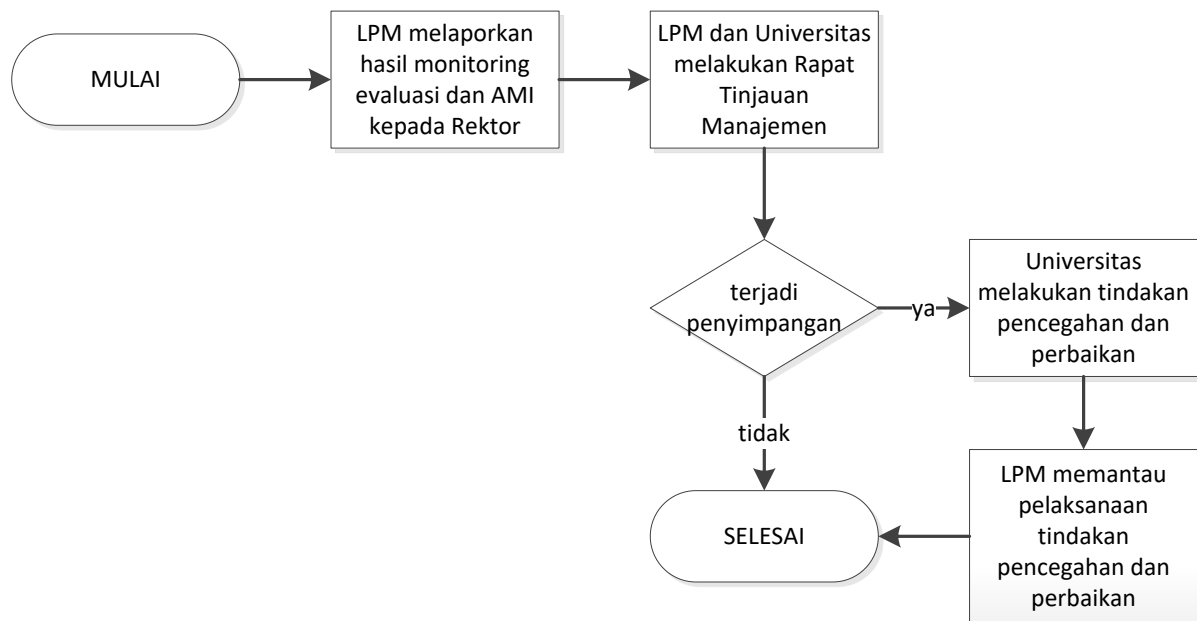 MULAI
LPM melaporkan
hasil monitoring
evaluasi dan AMI
kepada Rektor
LPM dan Universitas
melakukan Rapat
Tinjauan
Manajemen
terjadi
penyimpangan
ya
Universitas
melakukan tindakan
pencegahan dan
perbaikan
tidak
LPM memantau
pelaksanaan
tindakan
pencegahan dan
perbaikan
SELESAI